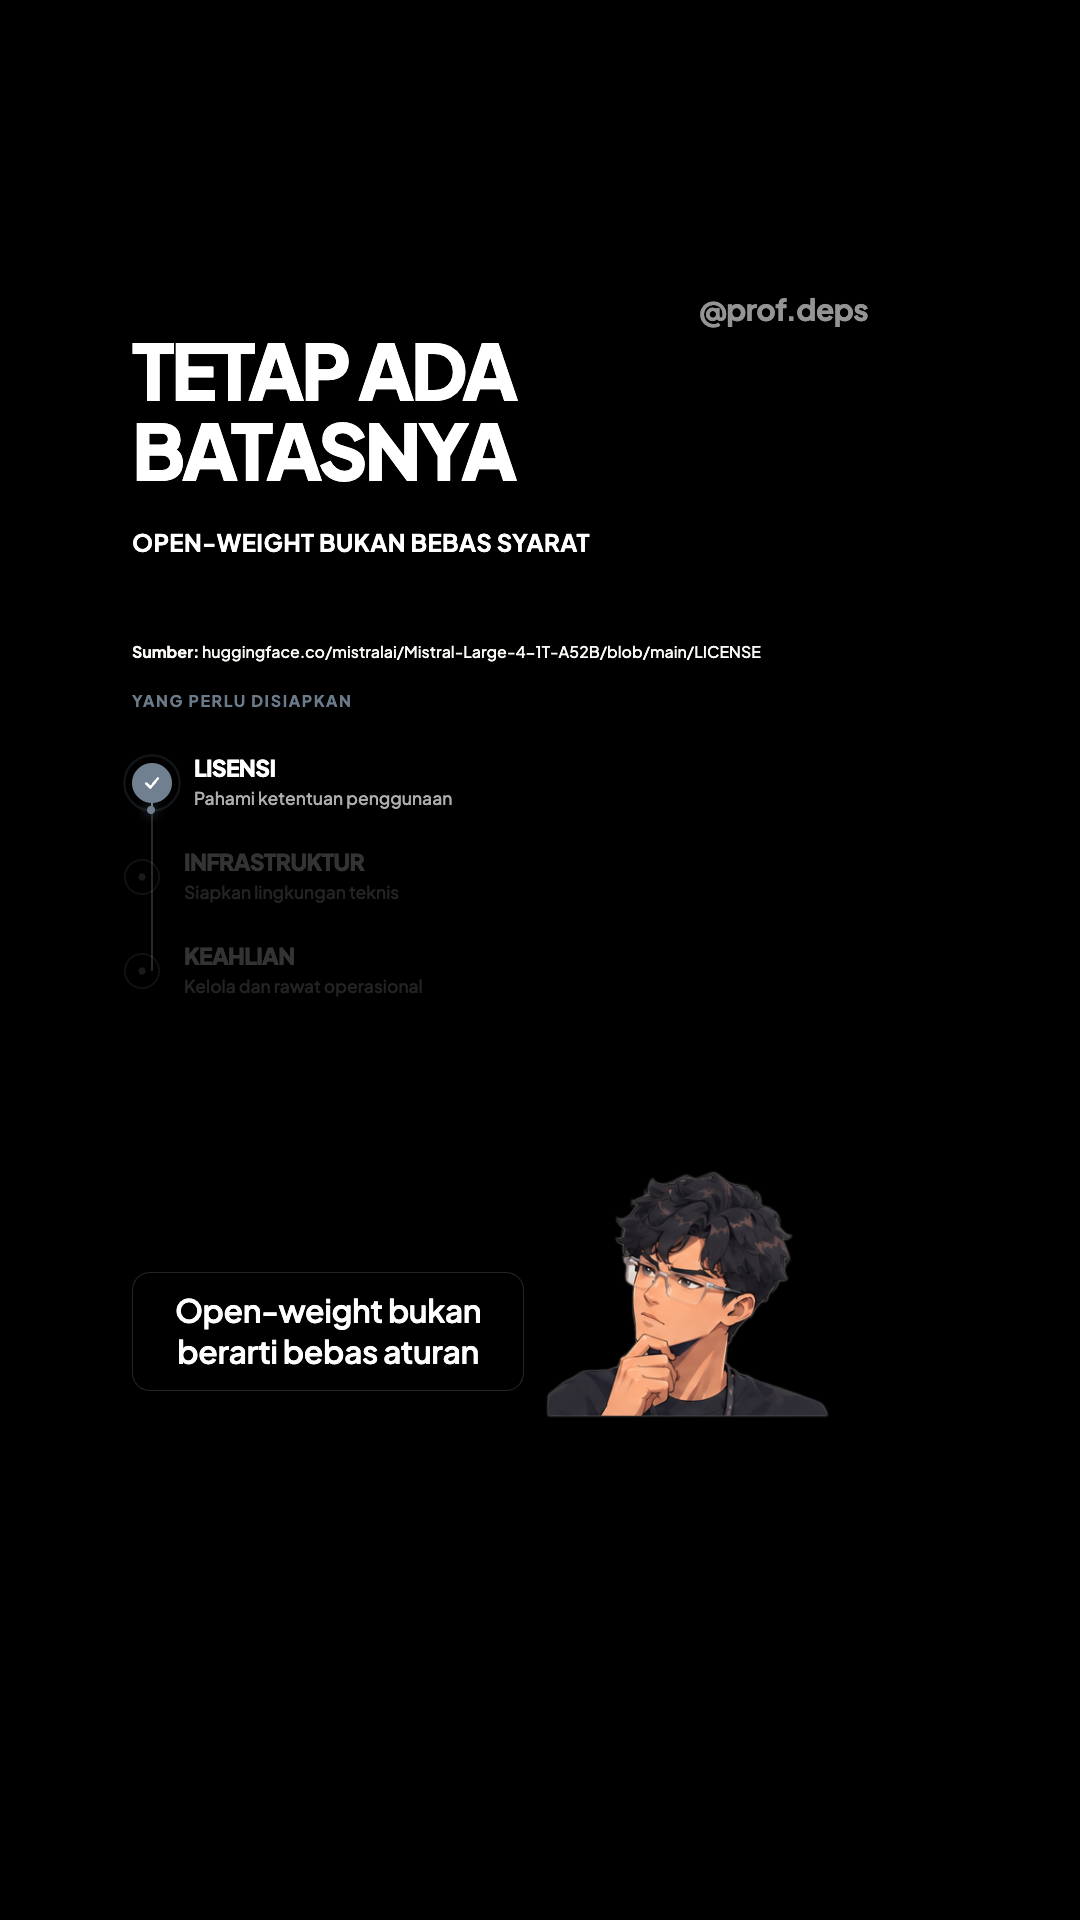 @prof.deps
TETAP ADA
BATASNYA
OPEN-WEIGHT BUKAN BEBAS SYARAT
Sumber: huggingface.co/mistralai/Mistral-Large-4-1T-A52B/blob/main/LICENSE
YANG PERLU DISIAPKAN
LISENSI
Pahami ketentuan penggunaan
INFRASTRUKTUR
Siapkan lingkungan teknis
KEAHLIAN
Kelola dan rawat operasional
Open-weight bukan
berarti bebas aturan